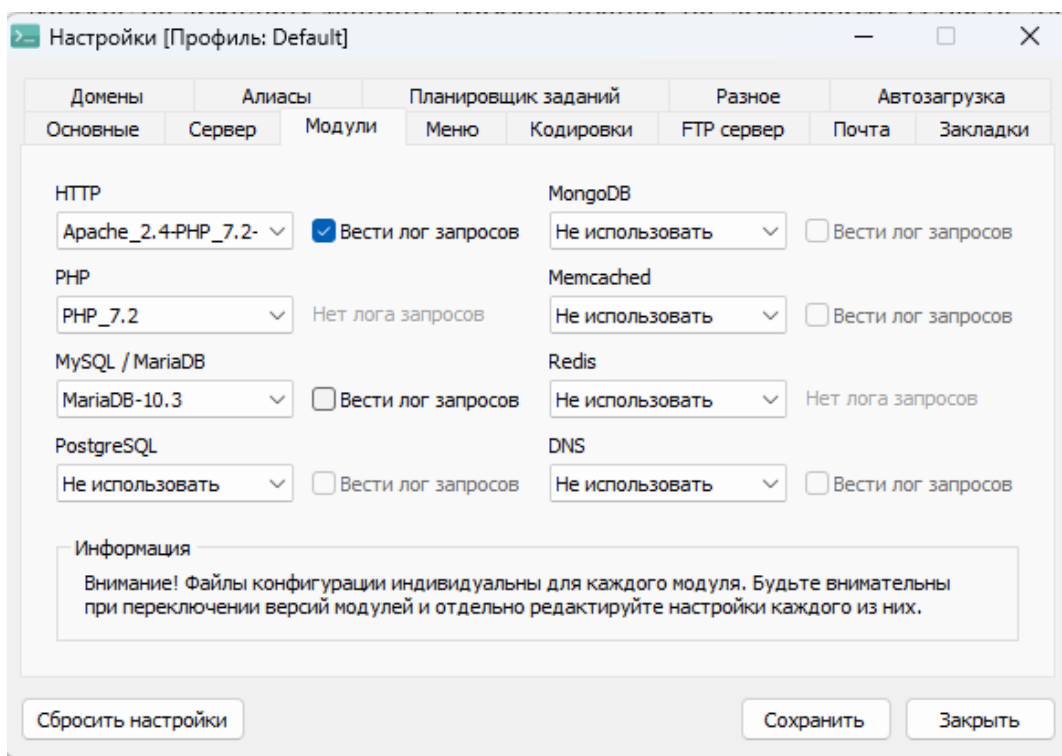 Настройки [Профиль: Default]
Домены Алиасы Планировщик заданий Разное Автозагрузка
Основные Сервер Модули Меню Кодировки FTP сервер Почта Закладки
HTTP MongoDB
Apache_2.4-PHP_7.2- Вести лог запросов Не использовать Вести лог запросов
PHP Memcached
PHP_7.2 Нет лога запросов Не использовать Вести лог запросов
MySQL / MariaDB Redis
MariaDB-10.3 Вести лог запросов Не использовать Нет лога запросов
PostgreSQL DNS
Не использовать Вести лог запросов Не использовать Вести лог запросов
Информация
Внимание! Файлы конфигурации индивидуальны для каждого модуля. Будьте внимательны
при переключении версий модулей и отдельно редактируйте настройки каждого из них.
Сбросить настройки Сохранить Закрыть